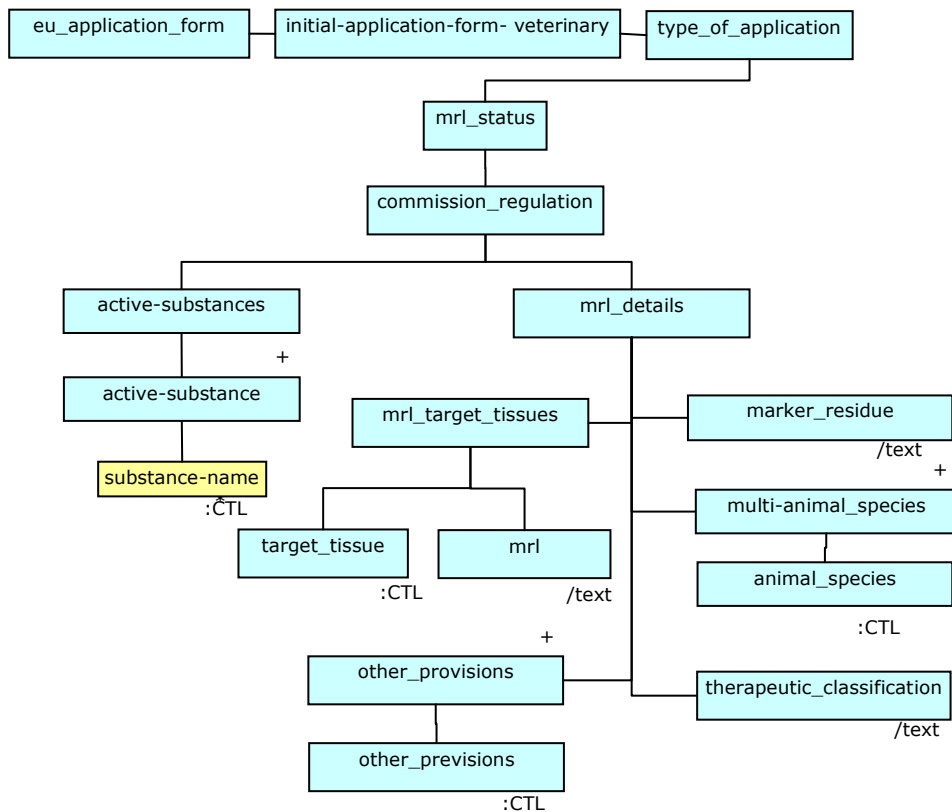 eu_application_form
initial-application-form- veterinary
type_of_application
mrl_status
commission_regulation
active-substances
mrl_details
+
active-substance
mrl_target_tissues
marker_residue
/text
substance-name
*
:CTL
+
multi-animal_species
target_tissue
:CTL
mrl
/text
animal_species
:CTL
+
other_provisions
therapeutic_classification
/text
other_previsions
:CTL